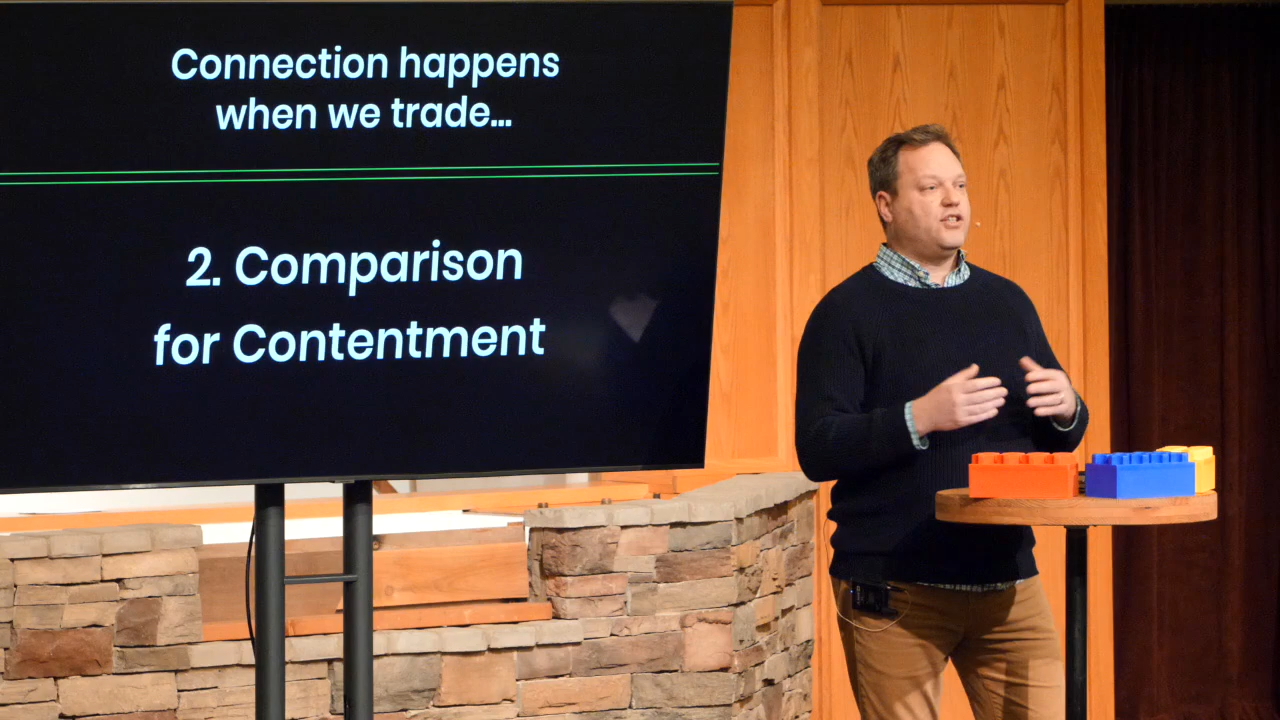 Connection happens
when we trade...
2. Comparison
for Contentment